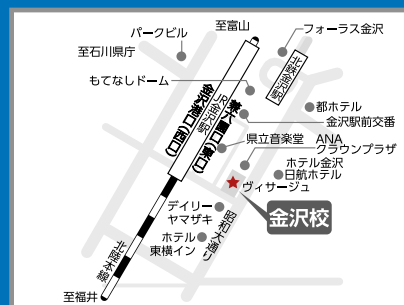 至富山
パークビル
フォーラス金沢
至石川県庁
北鉄金沢駅
もてなしドーム
都ホテル
金沢駅前交番
兼六園口(東口)
JR金沢駅
金沢港口(西口)
県立音楽堂
ANA
クラウンプラザ
ホテル金沢
日航ホテル
ヴィサージュ
金沢校
デイリー
ヤマザキ
昭和大通り
ホテル
東横イン
北陸本線
至福井